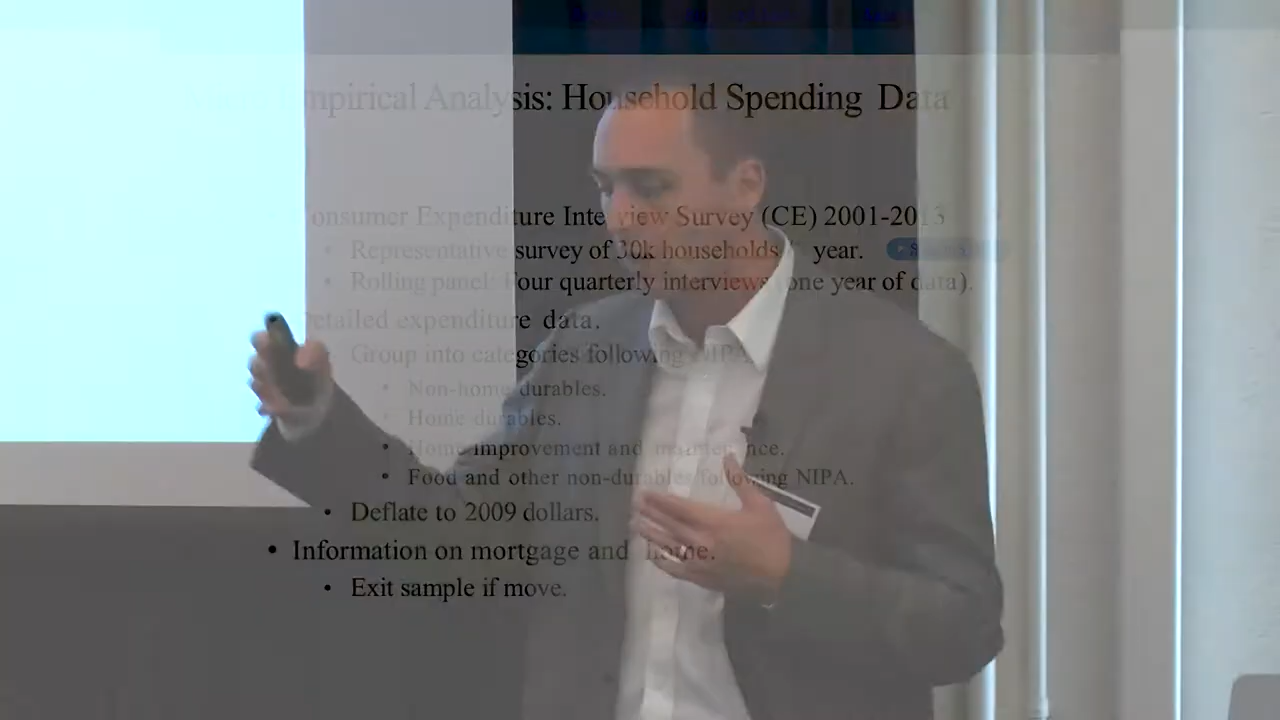 Empirical Analysis: Household Spending Data
Consumer Expenditure Interview Survey (CE) 2001-2013
• Representative survey of 30k households year.
• Rolling panel: Four quarterly interviews (one year of data).
Detailed expenditure data.
• Group into categories following NIPA.
• Non-home durables.
• Home durables.
• Home improvement and maintenance.
• Food and other non-durables following NIPA.
• Deflate to 2009 dollars.
• Information on mortgage and home.
• Exit sample if move.